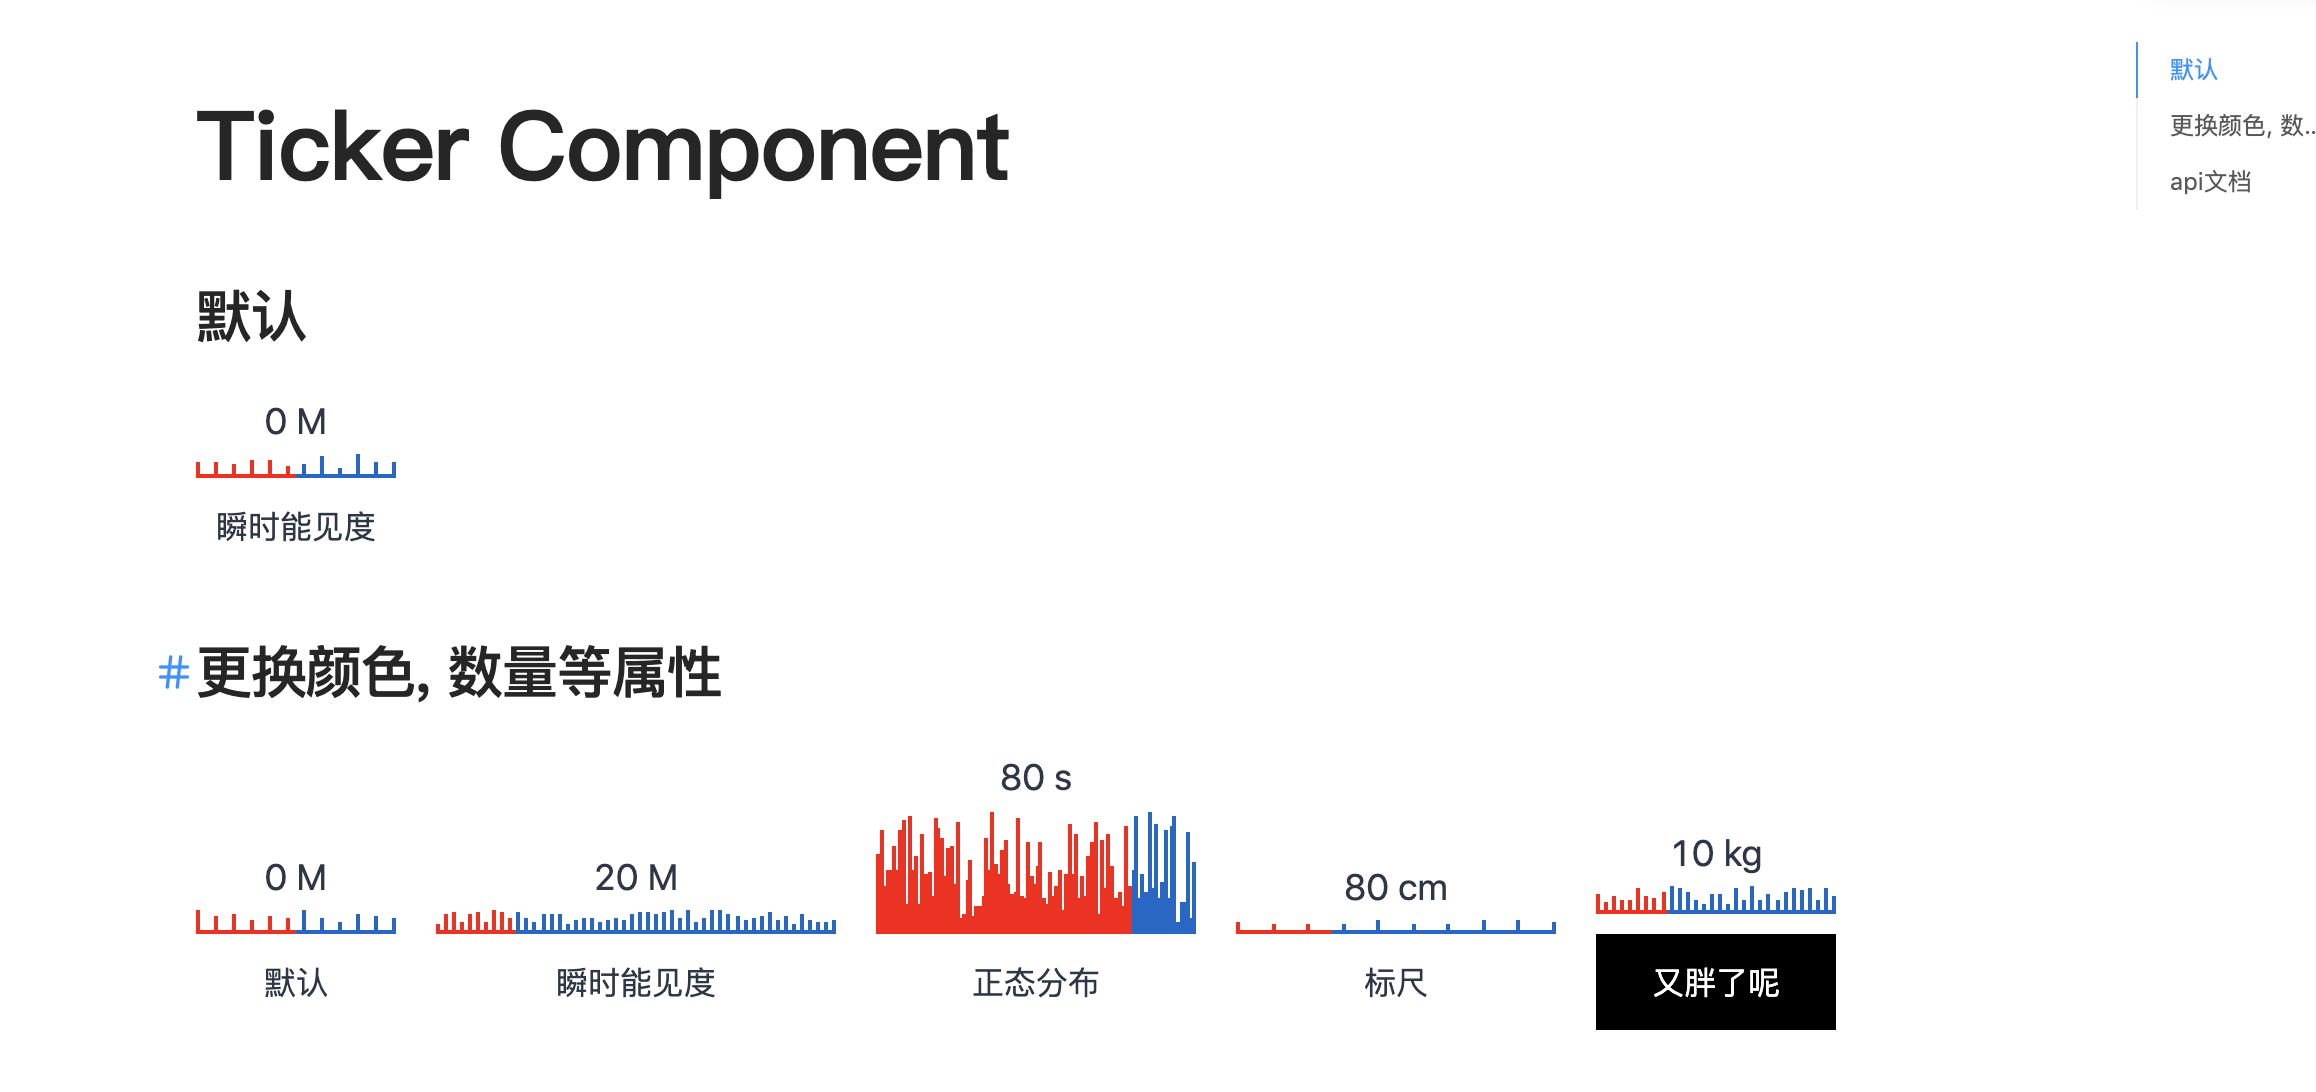 Ticker Component
默认
0 M
瞬时能见度
#更换颜色, 数量等属性
0 M
默认
20 M
瞬时能见度
80 s
正态分布
80 cm
标尺
10 kg
又胖了呢
默认
更换颜色, 数...
api文档